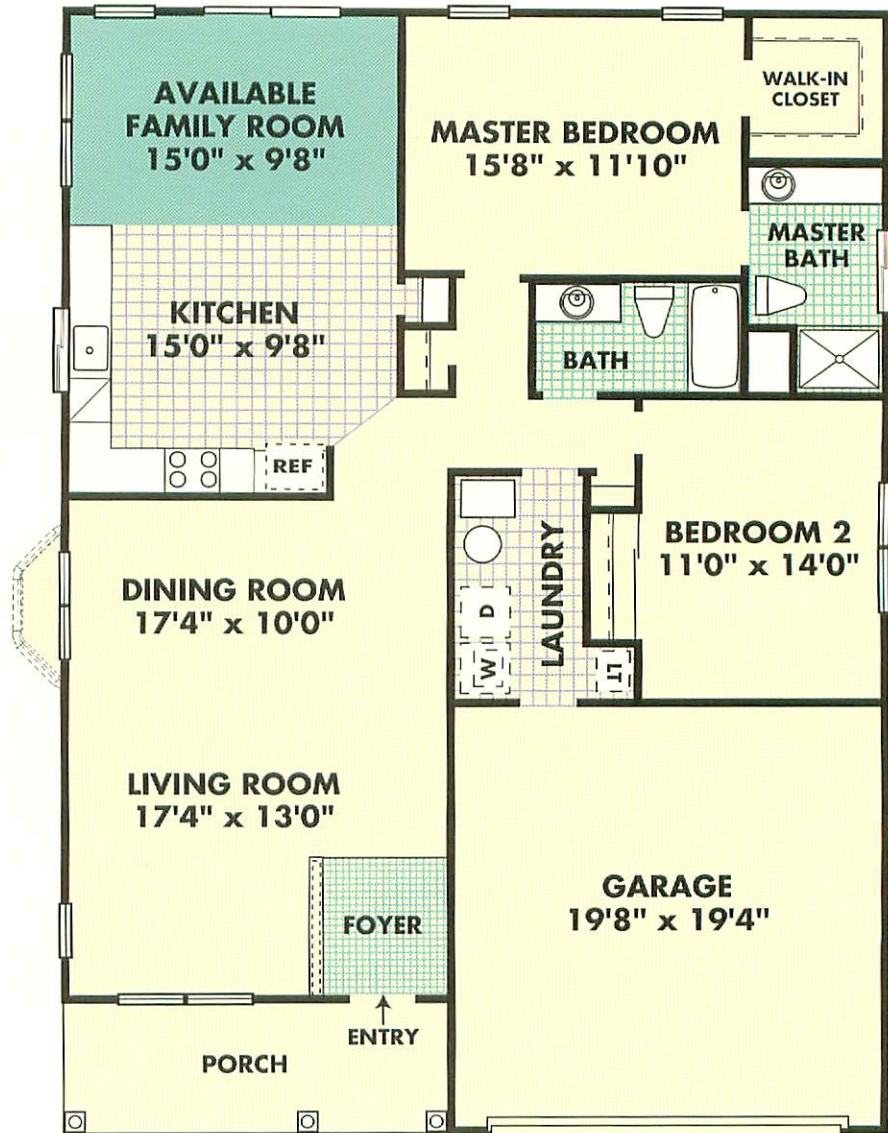 AVAILABLE
FAMILY ROOM
15'0" x 9'8"
MASTER BEDROOM
15'8" x 11'10"
WALK-IN
CLOSET
MASTER
BATH
KITCHEN
15'0" x 9'8"
BATH
REF
DINING ROOM
17'4" x 10'0"
LAUNDRY
D
W
LT
BEDROOM 2
11'0" x 14'0"
LIVING ROOM
17'4" x 13'0"
FOYER
GARAGE
19'8" x 19'4"
ENTRY
PORCH